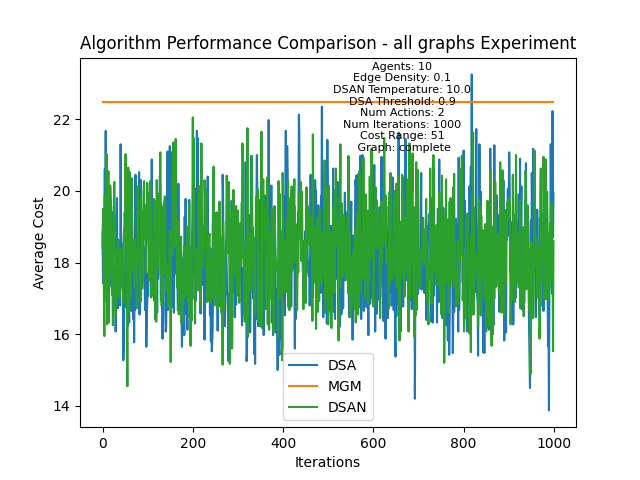 Algorithm Performance Comparison - all graphs Experiment
Agents: 10
Edge Density: 0.1
DSAN Temperature: 10.0
DSA Threshold: 0.9
Num Actions: 2
Num Iterations: 1000
Cost Range: 51
Graph: complete
Average Cost
22
20
18
16
14
DSA
MGM
DSAN
0
200
400
600
800
1000
Iterations